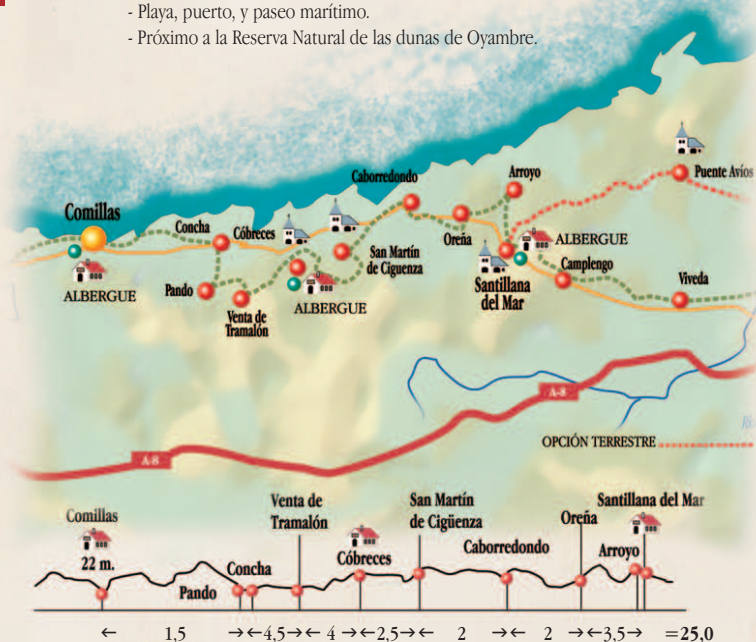 - Playa, puerto, y paseo marítimo.
- Próximo a la Reserva Natural de las dunas de Oyambre.
Caborredondo
Arroyo
Puente Avíos
Comillas
Concha
Cóbreces
Oreña
ALBERGUE
San Martín
de Ciguenza
Camplengo
ALBERGUE
Pando
Venta de
Tramalón
ALBERGUE
Santillana
del Mar
Viveda
A-8
OPCIÓN TERRESTRE
A-8
Comillas
22 m.
Venta de
Tramalón
San Martín
de Cigüenza
Oreña
Santillana del Mar
Pando
Concha
Cóbreces
Caborredondo
Arroyo
← 1,5 →←4,5→← 4 →←2,5→← 2 →← 2 →←3,5→ =25,0